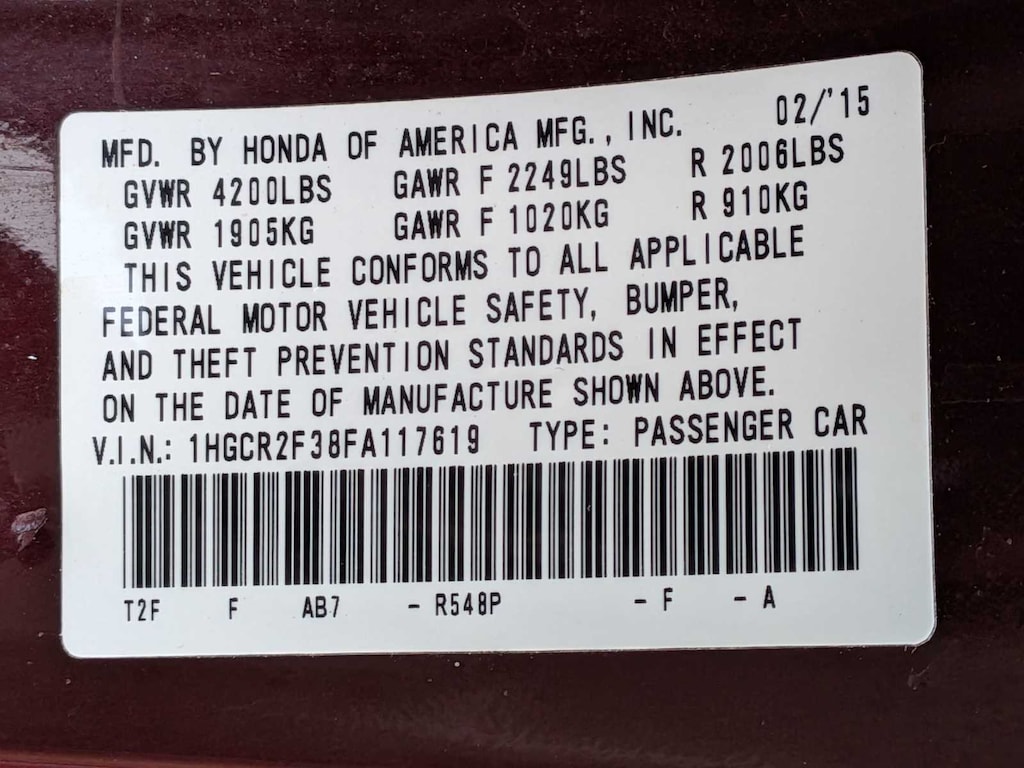 MFD. BY HONDA OF AMERICA MFG., INC. 02/'15
GVWR 4200LBS GAWR F 2249LBS R 2006LBS
GVWR 1905KG GAWR F 1020KG R 910KG
THIS VEHICLE CONFORMS TO ALL APPLICABLE
FEDERAL MOTOR VEHICLE SAFETY, BUMPER,
AND THEFT PREVENTION STANDARDS IN EFFECT
ON THE DATE OF MANUFACTURE SHOWN ABOVE.
V.I.N.: 1HGCR2F38FA117619 TYPE: PASSENGER CAR
T2F F AB7 - R548P - F - A